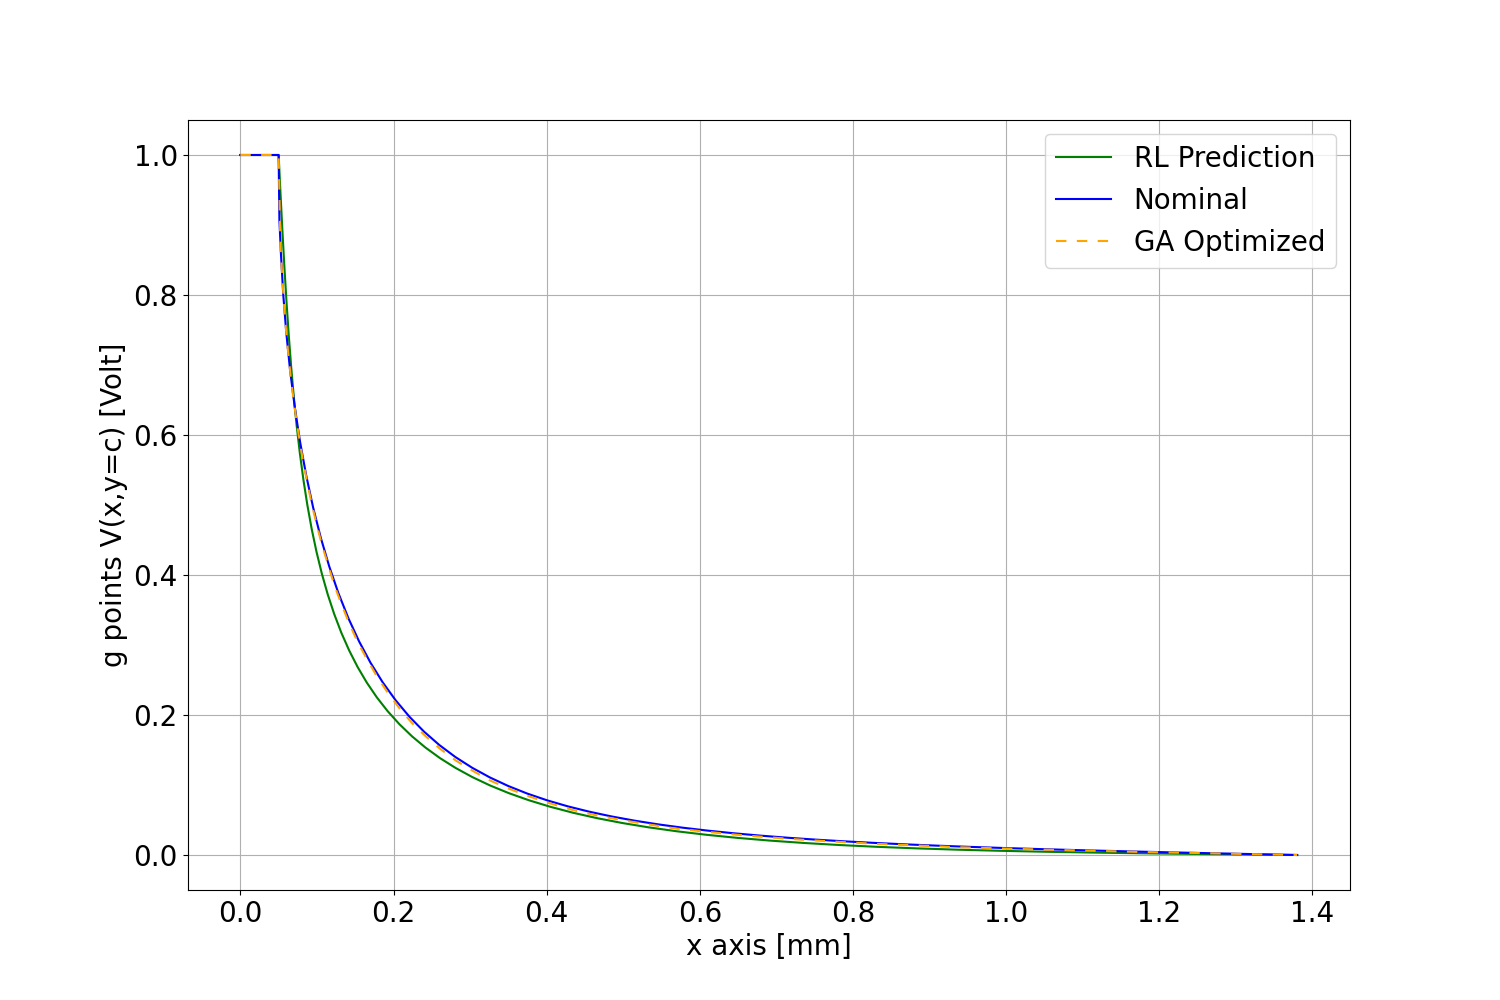 RL Prediction
Nominal
GA Optimized
g points V(x,y=c) [Volt]
1.0
0.8
0.6
0.4
0.2
0.0
0.0 0.2 0.4 0.6 0.8 1.0 1.2 1.4
x axis [mm]